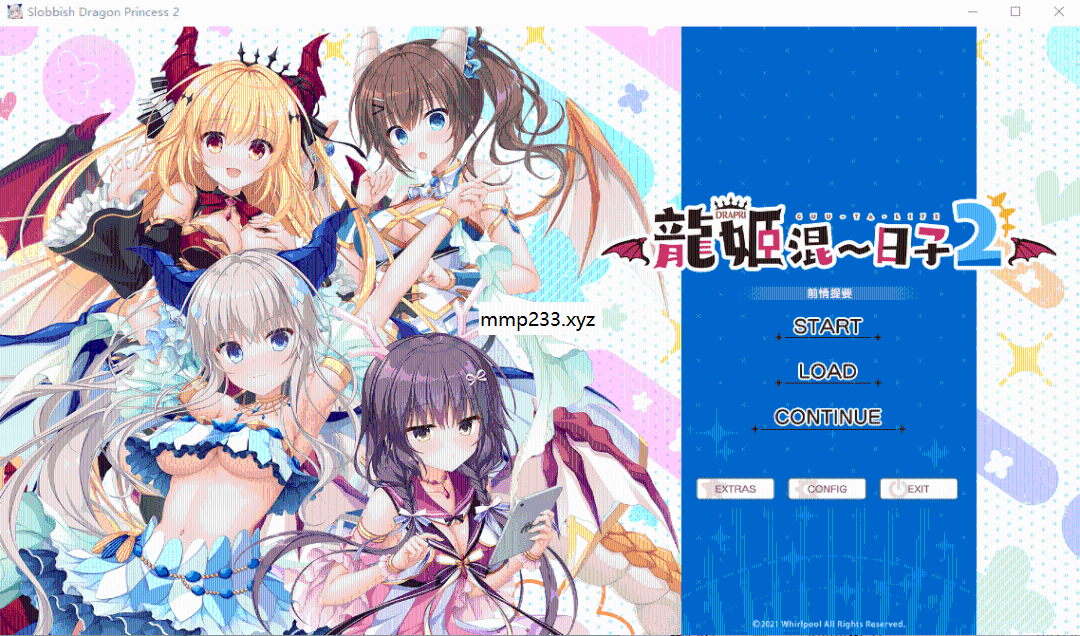 Slobbish Dragon Princess 2
DRAPRI
GUU-TA-LIFE
龍姬混~日子2
mmp233.xyz
前情提要
START
LOAD
CONTINUE
EXTRAS
CONFIG
EXIT
©2021 Whirlpool All Rights Reserved.